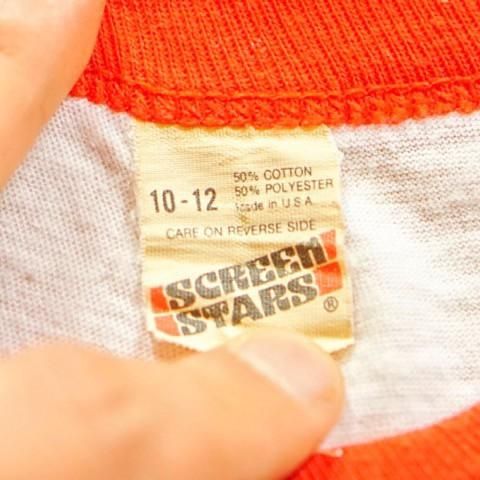 50% COTTON
10-12 50% POLYESTER
Made in U S A
CARE ON REVERSE SIDE
SCREEN
STARS ®